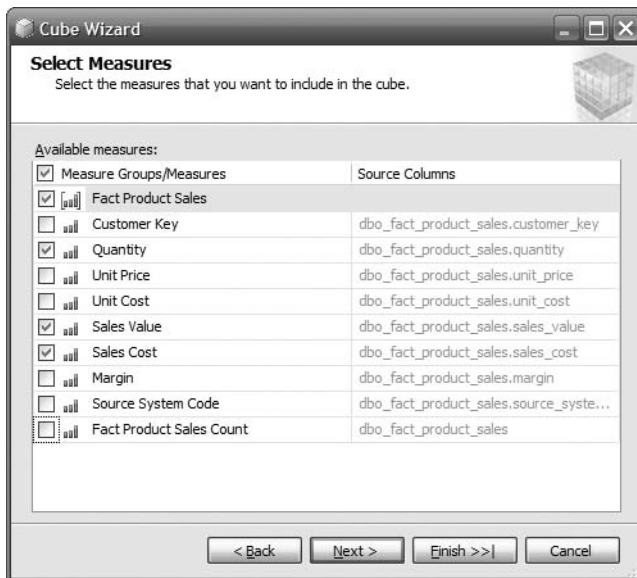 Cube Wizard
Select Measures
Select the measures that you want to include in the cube.
Available measures:
Measure Groups/Measures Source Columns
Fact Product Sales
Customer Key dbo_fact_product_sales.customer_key
Quantity dbo_fact_product_sales.quantity
Unit Price dbo_fact_product_sales.unit_price
Unit Cost dbo_fact_product_sales.unit_cost
Sales Value dbo_fact_product_sales.sales_value
Sales Cost dbo_fact_product_sales.sales_cost
Margin dbo_fact_product_sales.margin
Source System Code dbo_fact_product_sales.source_syste...
Fact Product Sales Count dbo_fact_product_sales
< Back Next > Finish >>| Cancel